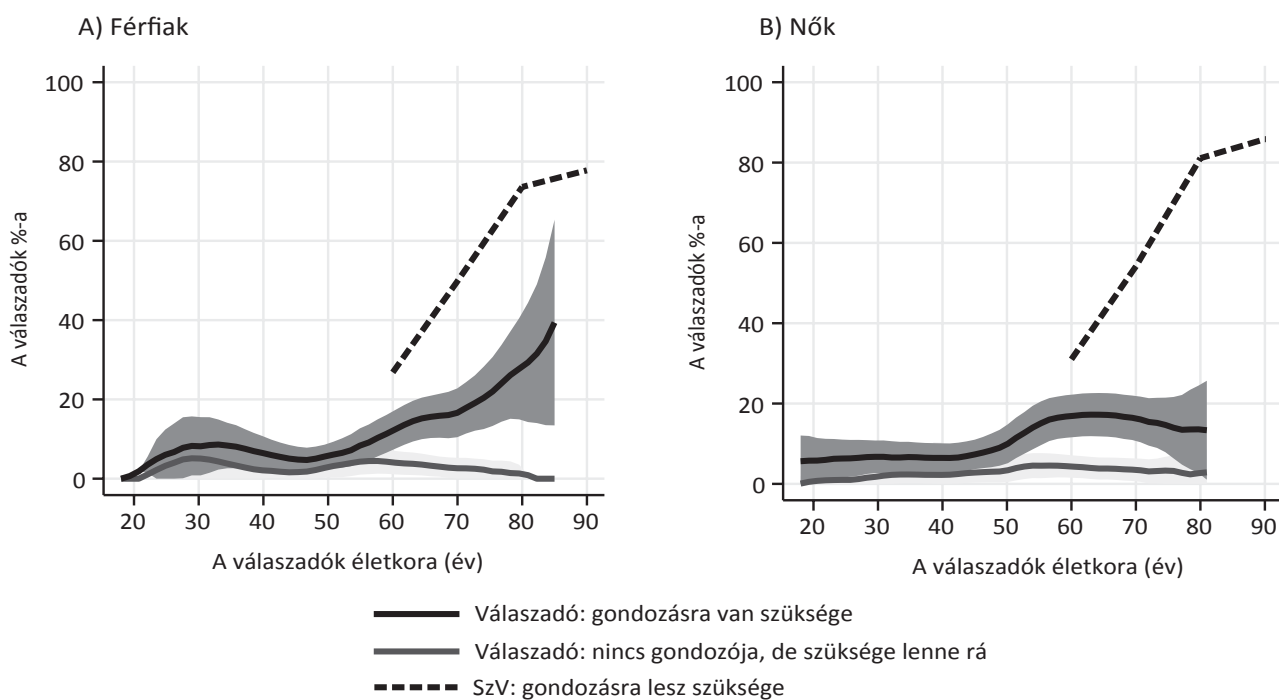 A) Férfiak
A válaszadók %-a
100
80
60
40
20
0
20 30 40 50 60 70 80 90
A válaszadók életkora (év)
B) Nők
A válaszadók %-a
100
80
60
40
20
0
20 30 40 50 60 70 80 90
A válaszadók életkora (év)
Válaszadó: gondozásra van szüksége
Válaszadó: nincs gondozója, de szüksége lenne rá
SzV: gondozásra lesz szüksége